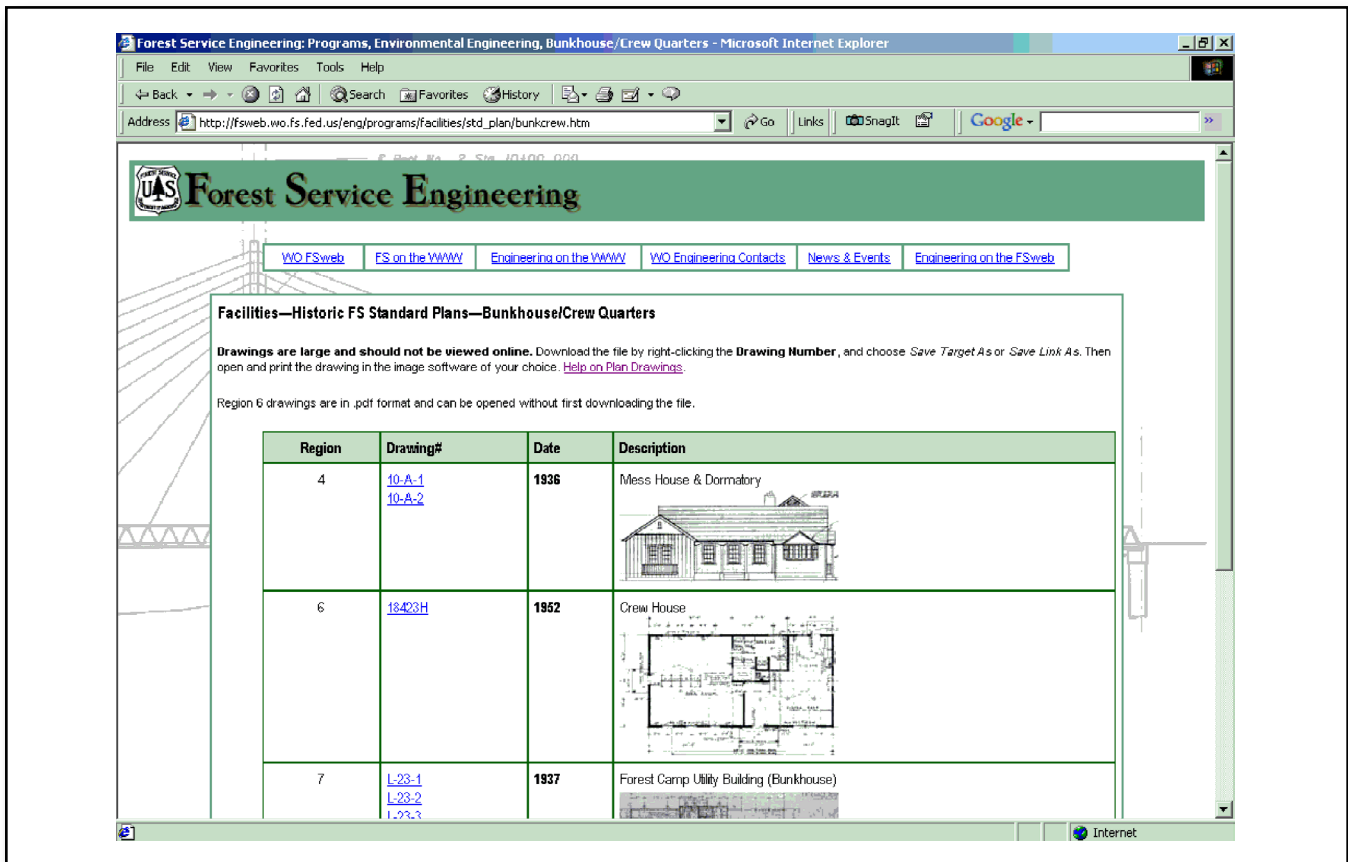 Forest Service Engineering: Programs, Environmental Engineering, Bunkhouse/Crew Quarters - Microsoft Internet Explorer
File Edit View Favorites Tools Help
Back Search Favorites History
Address http://fsweb.wo.fs.fed.us/eng/programs/facilities/std_plan/bunkcrew.htm Go Links SnagIt Google
UAS Forest Service Engineering
WO FSweb FS on the WWW Engineering on the WWW WO Engineering Contacts News & Events Engineering on the FSweb
Facilities—Historic FS Standard Plans—Bunkhouse/Crew Quarters
Drawings are large and should not be viewed online. Download the file by right-clicking the Drawing Number, and choose Save Target As or Save Link As. Then
open and print the drawing in the image software of your choice. Help on Plan Drawings.
Region 6 drawings are in .pdf format and can be opened without first downloading the file.
Region Drawing# Date Description
4 10-A-1 1936 Mess House & Dormatory
10-A-2
6 18423H 1952 Crew House
7 L-23-1 1937 Forest Camp Utility Building (Bunkhouse)
L-23-2
L-23-3
Internet